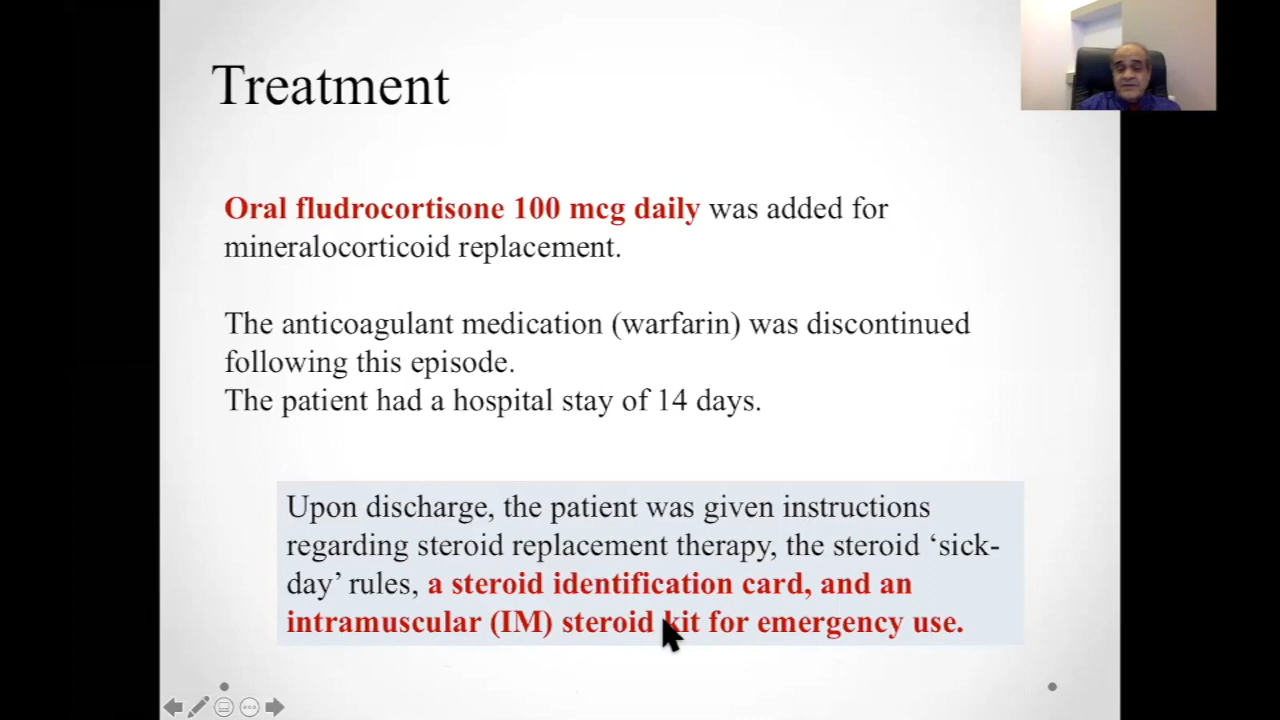 Treatment
Oral fludrocortisone 100 mcg daily was added for
mineralocorticoid replacement.
The anticoagulant medication (warfarin) was discontinued
following this episode.
The patient had a hospital stay of 14 days.
Upon discharge, the patient was given instructions
regarding steroid replacement therapy, the steroid ‘sick-
day’ rules, a steroid identification card, and an
intramuscular (IM) steroid kit for emergency use.